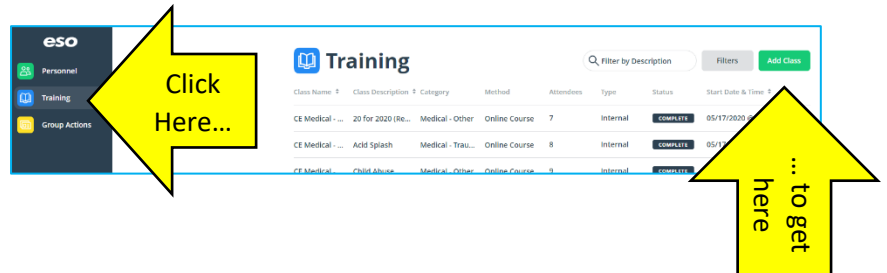 eso
Personnel
Training
Group Actions
Click
Here...
Training
Filter by Description
Filters
Add Class
Class Name Class Description Category Method Attendees Type Status Start Date & Time
CE Medical - ... 20 for 2020 (Re... Medical - Other Online Course 7 Internal COMPLETE 05/17/2020 @
CE Medical - ... Acid Splash Medical - Trau... Online Course 8 Internal COMPLETE 05/17
CE Medical Child Abuse Medical - Other Online Course 9 Internal COMPLETE
... to get
here